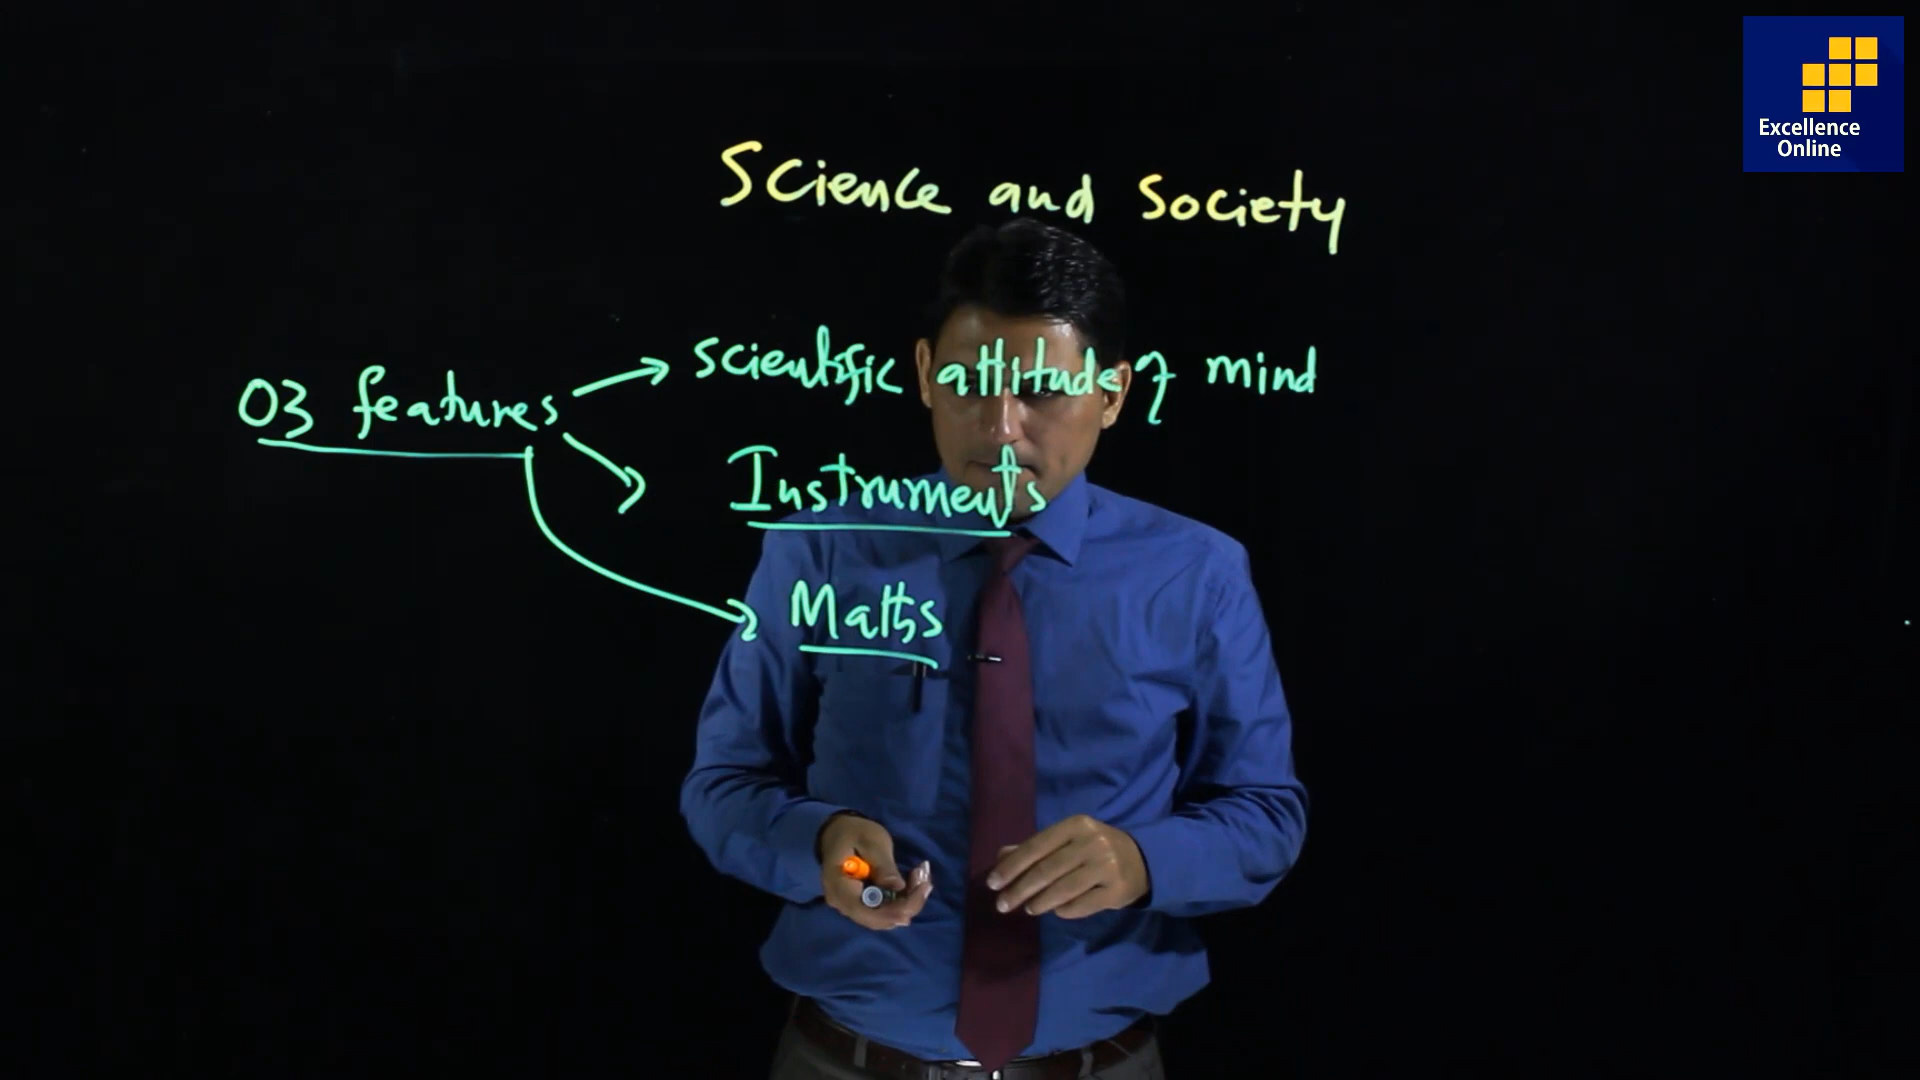 Excellence
Online
Science and Society
03 features
Scientific attitude of mind
Instruments
Maths